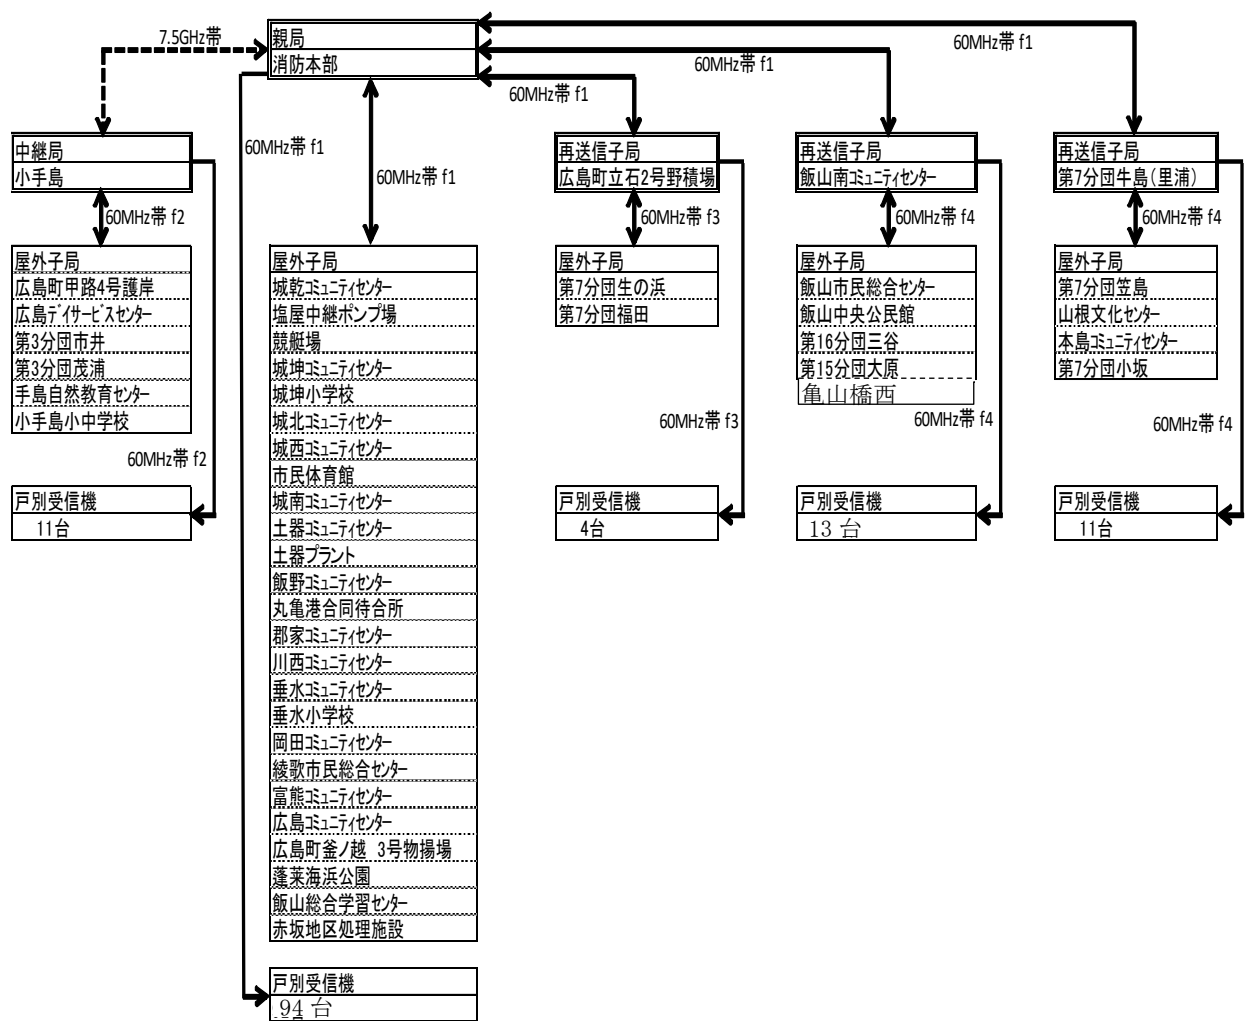 7.5GHz帯
親局
消防本部
60MHz帯 f1
60MHz帯 f1
60MHz帯 f1
60MHz帯 f1
60MHz帯 f1
中継局
小手島
60MHz帯 f2
屋外子局
広島町甲路4号護岸
広島デイサービスセンター
第3分団市井
第3分団茂浦
手島自然教育センター
小手島小中学校
60MHz帯 f2
戸別受信機
11台
屋外子局
城乾コミュニティセンター
塩屋中継ポンプ場
競艇場
城坤コミュニティセンター
城坤小学校
城北コミュニティセンター
城西コミュニティセンター
市民体育館
城南コミュニティセンター
土器コミュニティセンター
土器プラント
飯野コミュニティセンター
丸亀港合同待合所
郡家コミュニティセンター
川西コミュニティセンター
垂水コミュニティセンター
垂水小学校
岡田コミュニティセンター
綾歌市民総合センター
富熊コミュニティセンター
広島コミュニティセンター
広島町釜ノ越 3号物揚場
蓬莱海浜公園
飯山総合学習センター
赤坂地区処理施設
戸別受信機
94台
再送信子局
広島町立石2号野積場
60MHz帯 f3
屋外子局
第7分団生の浜
第7分団福田
60MHz帯 f3
戸別受信機
4台
再送信子局
飯山南コミュニティセンター
60MHz帯 f4
屋外子局
飯山市民総合センター
飯山中央公民館
第16分団三谷
第15分団大原
亀山橋西
60MHz帯 f4
戸別受信機
13台
再送信子局
第7分団牛島(里浦)
60MHz帯 f4
屋外子局
第7分団笠島
山根文化センター
本島コミュニティセンター
第7分団小坂
60MHz帯 f4
戸別受信機
11台